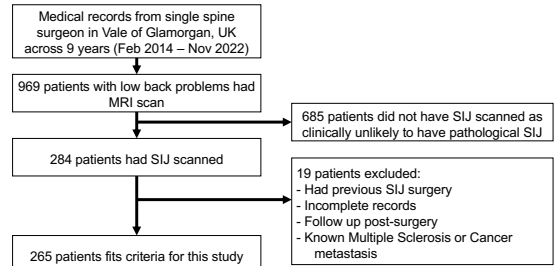 Medical records from single spine
surgeon in Vale of Glamorgan, UK
across 9 years (Feb 2014 – Nov 2022)
969 patients with low back problems had
MRI scan
685 patients did not have SIJ scanned as
clinically unlikely to have pathological SIJ
284 patients had SIJ scanned
19 patients excluded:
- Had previous SIJ surgery
- Incomplete records
- Follow up post-surgery
- Known Multiple Sclerosis or Cancer
metastasis
265 patients fits criteria for this study